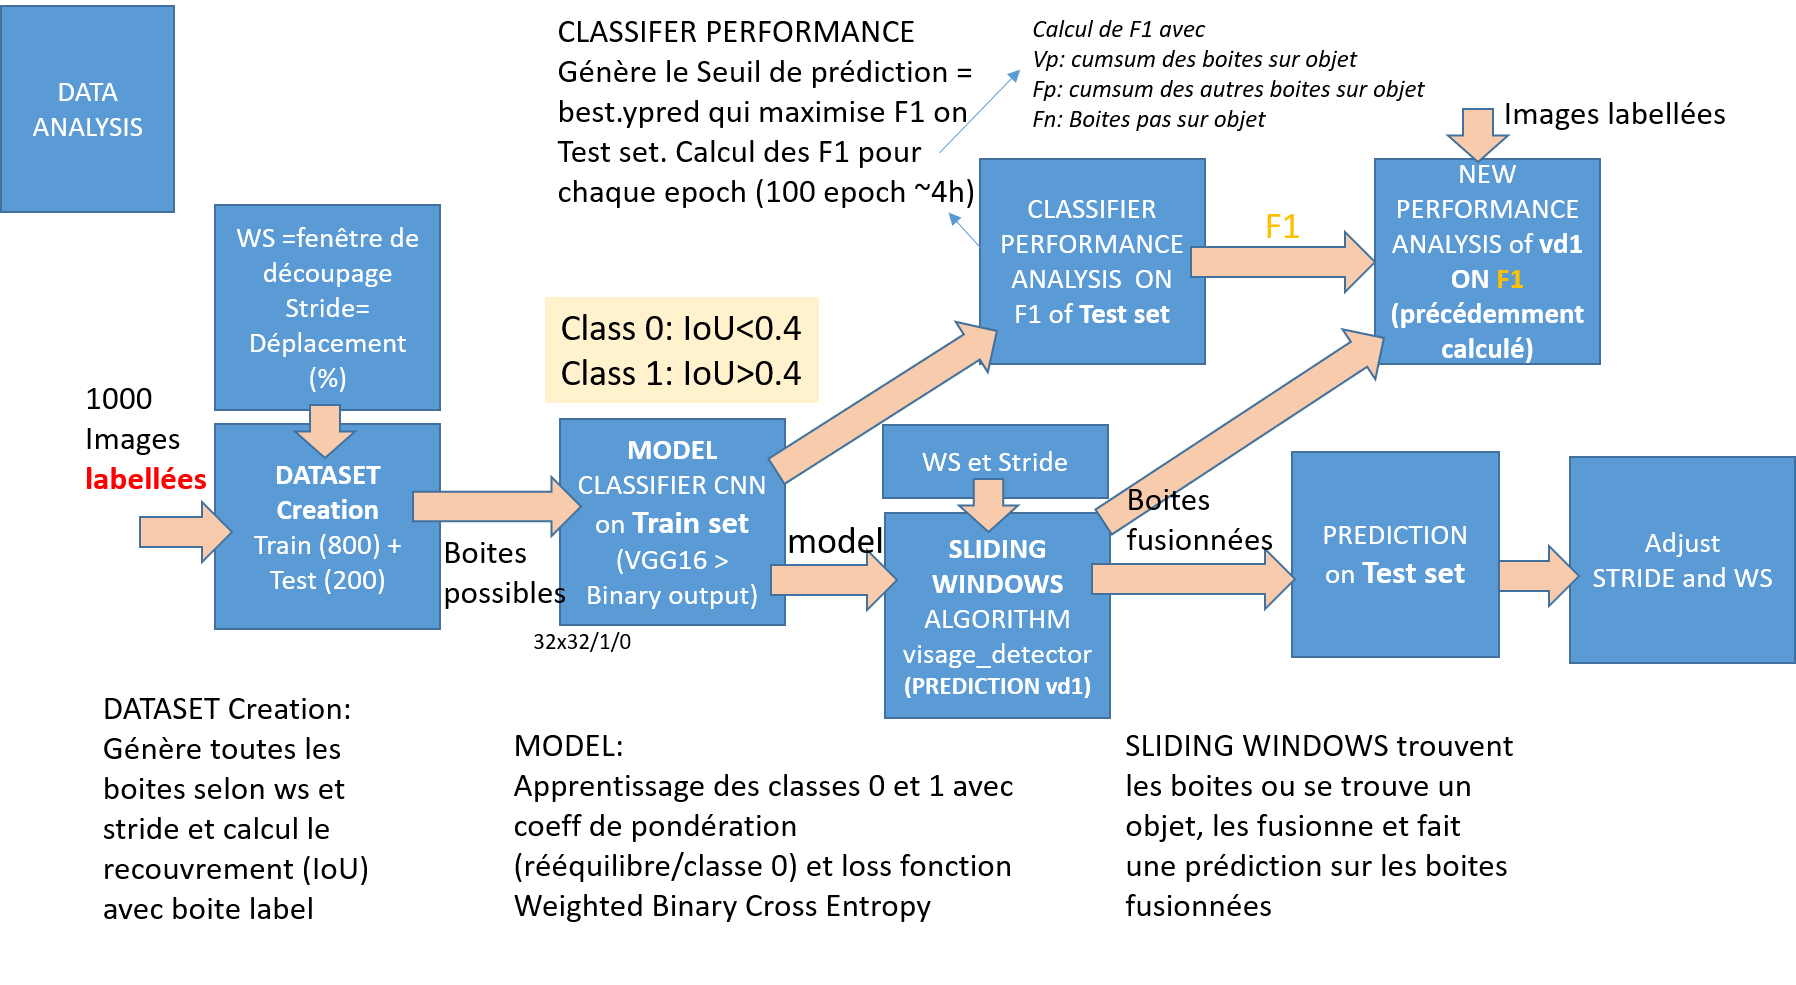 DATA
ANALYSIS
CLASSIFER PERFORMANCE
Génère le Seuil de prédiction =
best.ypred qui maximise F1 on
Test set. Calcul des F1 pour
chaque epoch (100 epoch ~4h)
Calcul de F1 avec
Vp: cumsum des boites sur objet
Fp: cumsum des autres boites sur objet
Fn: Boites pas sur objet
Images labellées
WS =fenêtre de
découpage
Stride=
Déplacement
(%)
CLASSIFIER
PERFORMANCE
ANALYSIS ON
F1 of Test set
F1
NEW
PERFORMANCE
ANALYSIS of vd1
ON F1
(précédemment
calculé)
Class 0: IoU<0.4
Class 1: IoU>0.4
1000
Images
labellées
DATASET
Creation
Train (800) +
Test (200)
Boites
possibles
MODEL
CLASSIFIER CNN
on Train set
(VGG16 >
Binary output)
32x32/1/0
model
WS et Stride
SLIDING
WINDOWS
ALGORITHM
visage_detector
(PREDICTION vd1)
Boites
fusionnées
PREDICTION
on Test set
Adjust
STRIDE and WS
DATASET Creation:
Génère toutes les
boites selon ws et
stride et calcul le
recouvrement (IoU)
avec boite label
MODEL:
Apprentissage des classes 0 et 1 avec
coeff de pondération
(rééquilibre/classe 0) et loss fonction
Weighted Binary Cross Entropy
SLIDING WINDOWS trouvent
les boites ou se trouve un
objet, les fusionne et fait
une prédiction sur les boites
fusionnées